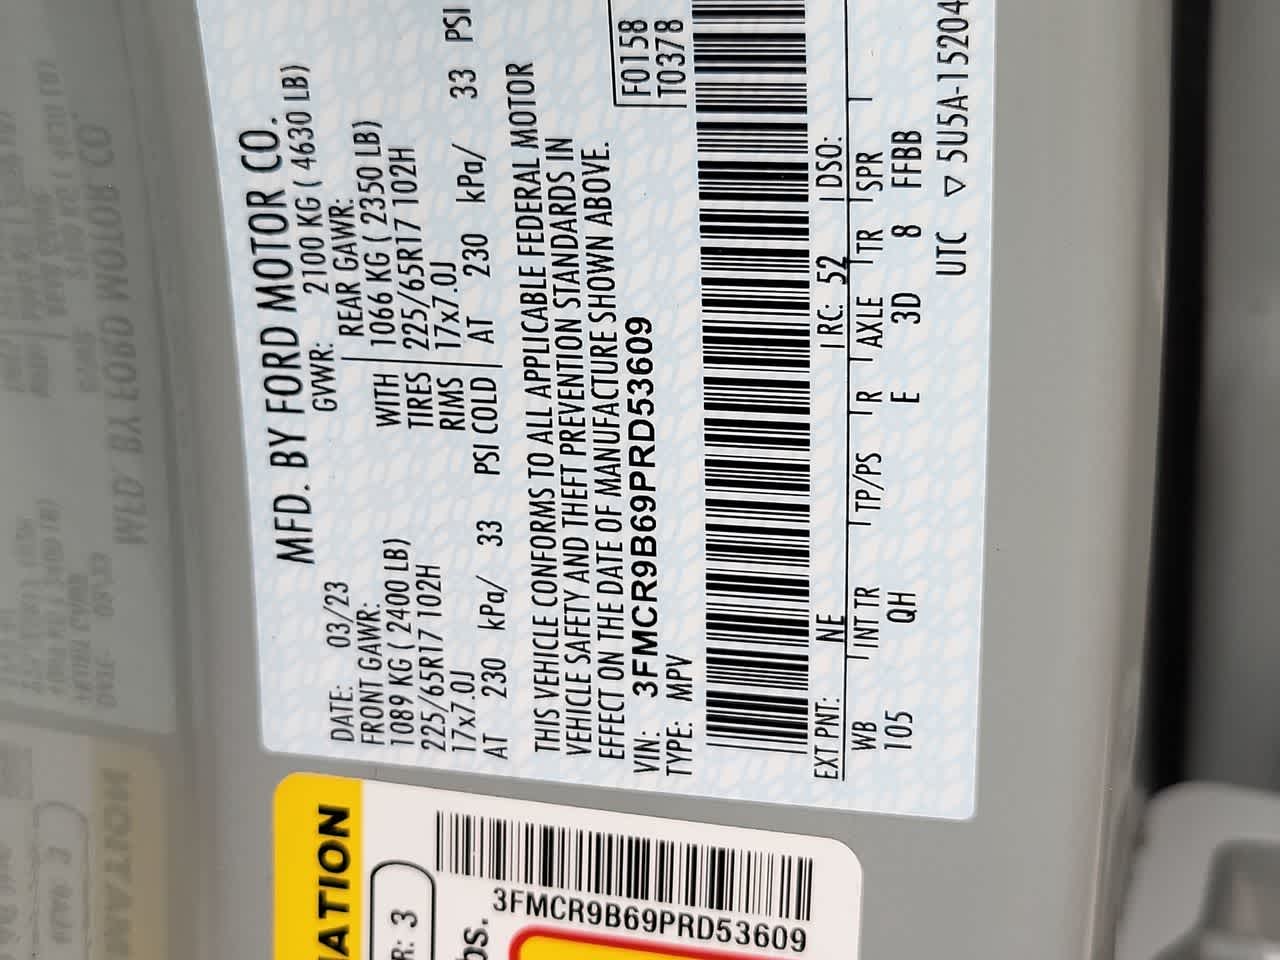 MFD. BY FORD MOTOR CO.
DATE: 03/23 GVWR: 2100 KG ( 4630 LB)
FRONT GAWR: REAR GAWR:
1089 KG ( 2400 LB) WITH 1066 KG ( 2350 LB)
225/65R17 102H TIRES 225/65R17 102H
17x7.0J RIMS 17x7.0J
AT 230 kPa/ 33 PSI COLD AT 230 kPa/ 33 PSI
THIS VEHICLE CONFORMS TO ALL APPLICABLE FEDERAL MOTOR
VEHICLE SAFETY AND THEFT PREVENTION STANDARDS IN
EFFECT ON THE DATE OF MANUFACTURE SHOWN ABOVE.
VIN: 3FMCR9B69PRD53609
TYPE: MPV
F0158
T0378
EXT PNT: NE RC: 52 DSO:
WB INT TR TP/PS R AXLE TR SPR
105 QH E 3D 8 FFBB
UTC ▽ 5U5A-15204
ATION
R: 3
bs.
3FMCR9B69PRD53609